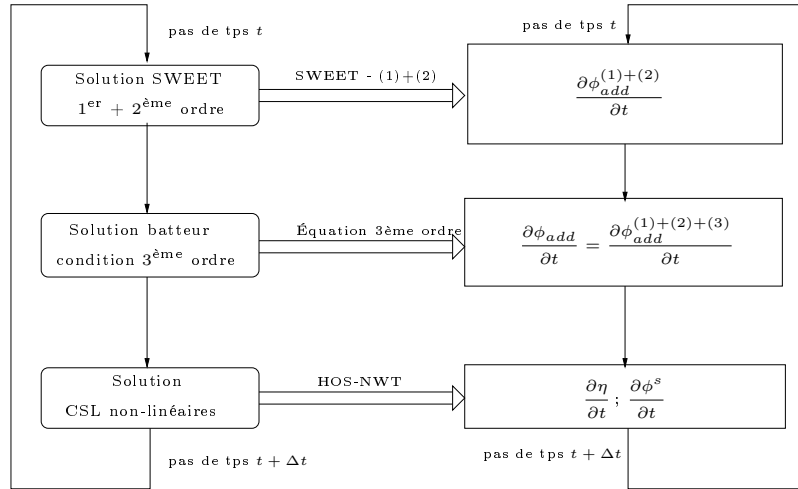 pas de tps t
pas de tps t
Solution SWEET
1er + 2ème ordre
SWEET - (1)+(2)
∂ϕ_add^(1)+(2) / ∂t
Solution batteur
condition 3ème ordre
Équation 3ème ordre
∂ϕ_add / ∂t = ∂ϕ_add^(1)+(2)+(3) / ∂t
Solution
CSL non-linéaires
HOS-NWT
∂η / ∂t ; ∂ϕ^s / ∂t
pas de tps t + Δt
pas de tps t + Δt